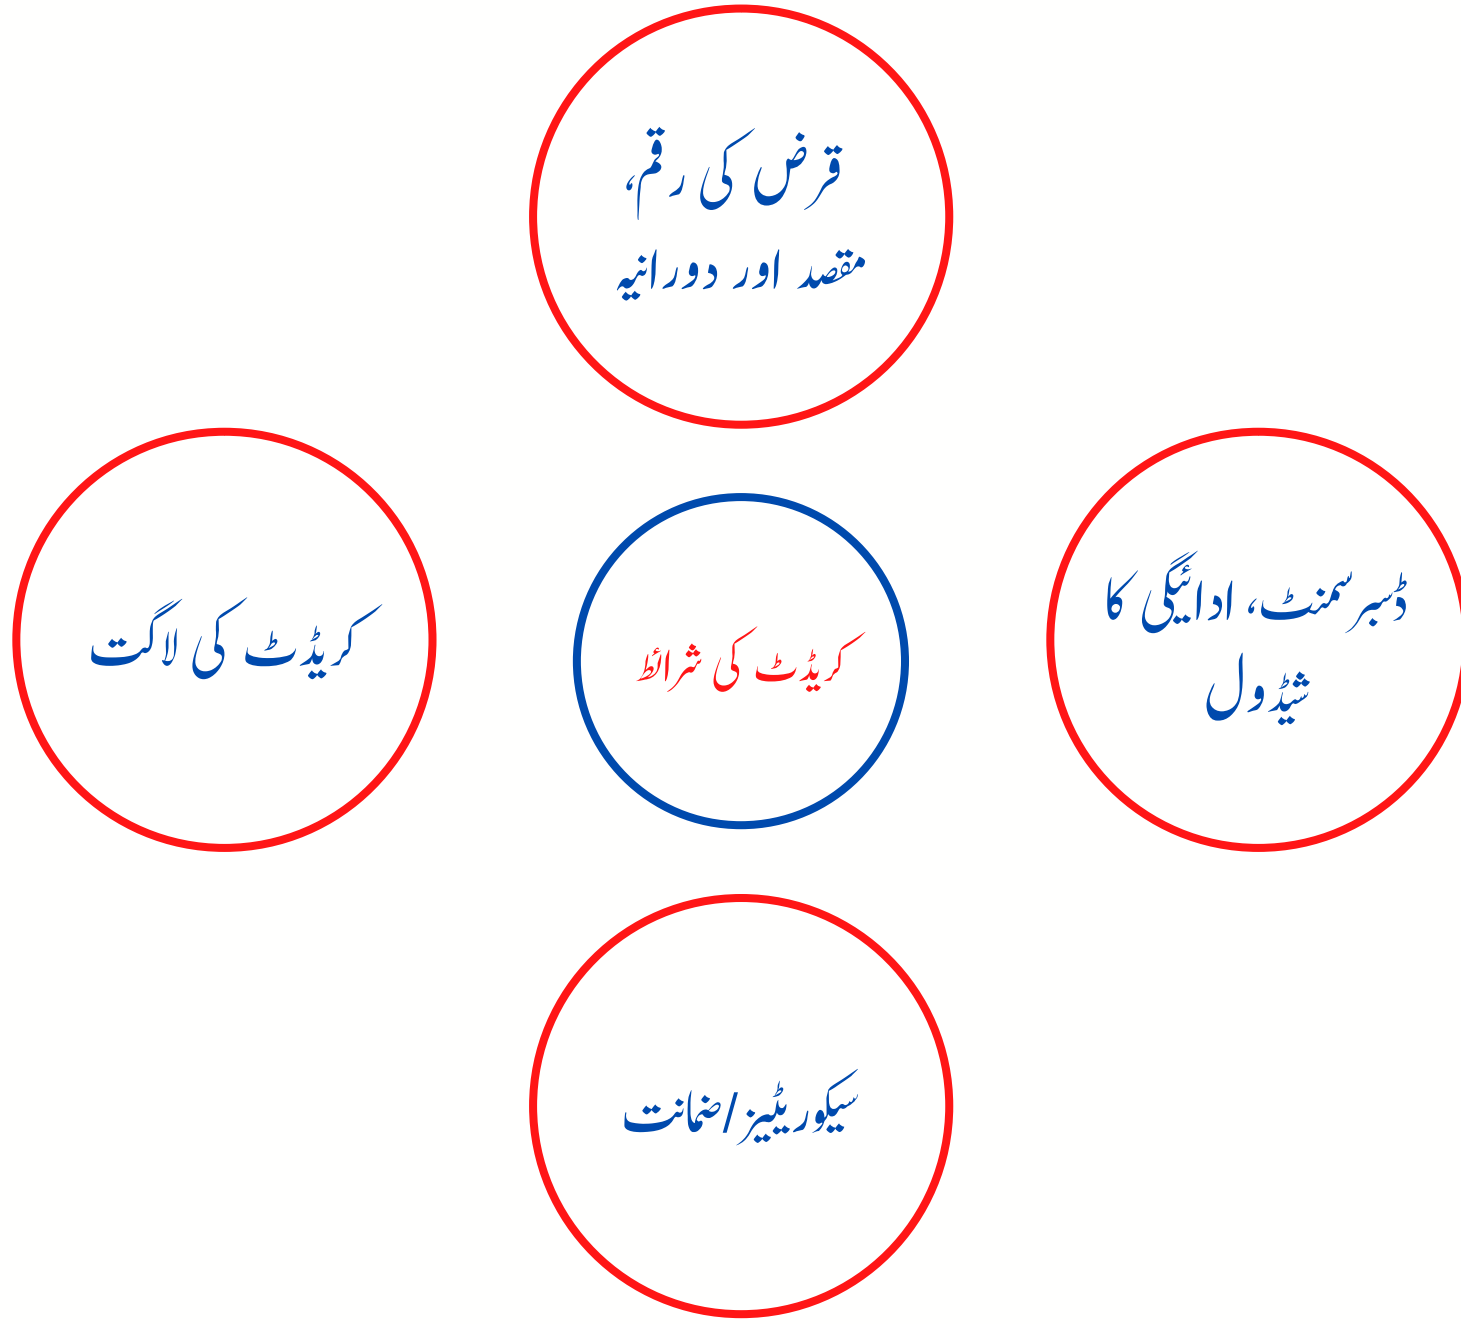 قرض کی رقم،
مقصد اور دورانیہ
ڈسبرسمنٹ، ادائیگی کا
شیڈول
کریڈٹ کی شرائط
کریڈٹ کی لاگت
سیکوریٹیز/ضمانت